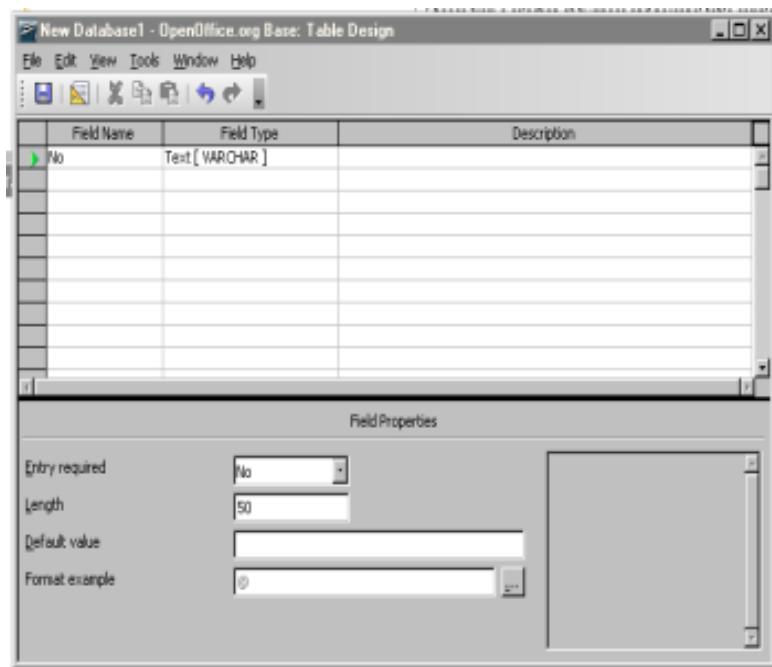 New Database1 - OpenOffice.org Base: Table Design
File Edit View Tools Window Help
Field Name Field Type Description
No Text [ VARCHAR ]
Field Properties
Entry required No
Length 50
Default value
Format example @
...